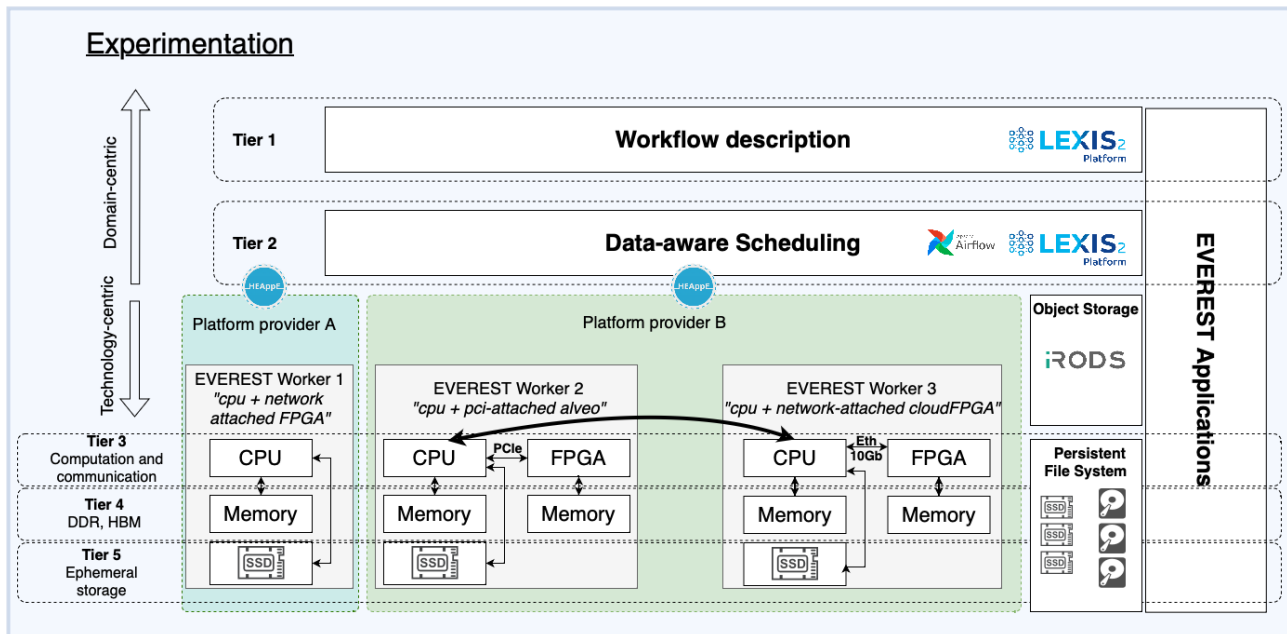 Experimentation
Domain-centric
Technology-centric
Tier 1
Workflow description
LEXIS2
Platform
Tier 2
Data-aware Scheduling
Airflow
LEXIS2
Platform
EVEREST Applications
HEAppE
HEAppE
Platform provider A
Platform provider B
Object Storage
iRODS
EVEREST Worker 1
"cpu + network
attached FPGA"
EVEREST Worker 2
"cpu + pci-attached alveo"
EVEREST Worker 3
"cpu + network-attached cloudFPGA"
Tier 3
Computation and
communication
CPU
CPU
PCIe
FPGA
CPU
Eth
10Gb
FPGA
Persistent
File System
Tier 4
DDR, HBM
Memory
Memory
Memory
Memory
Memory
SSD
SSD
SSD
Tier 5
Ephemeral
storage
SSD
SSD
SSD